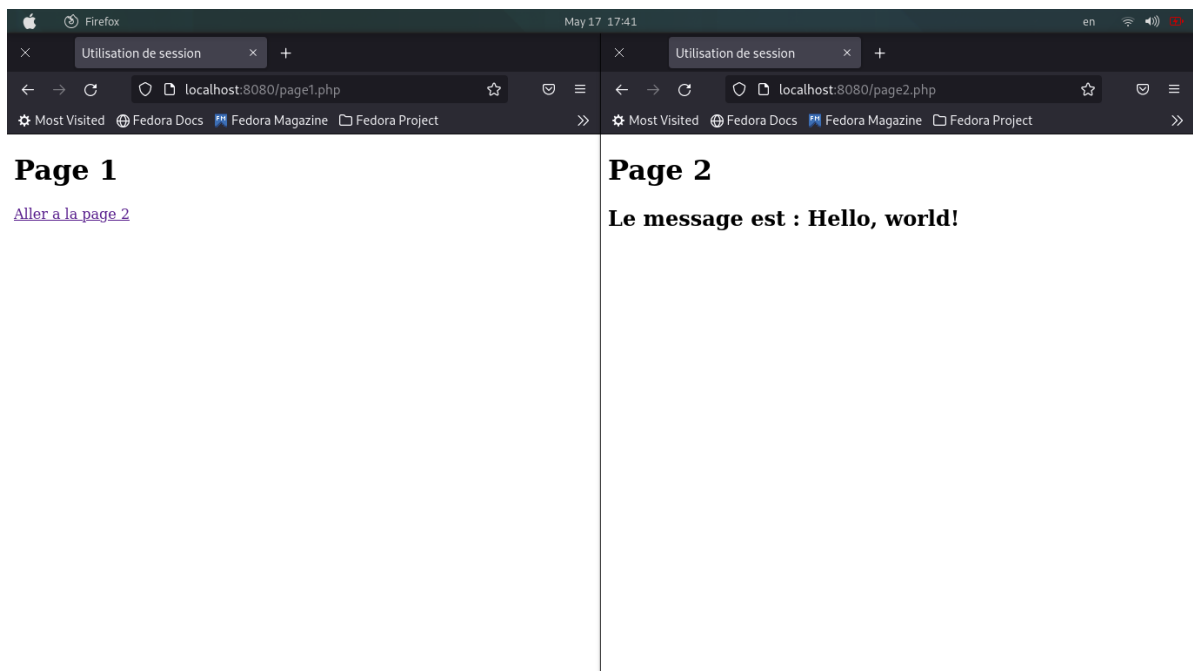 Firefox May 17 17:41 en
Utilisation de session
localhost:8080/page1.php
Most Visited Fedora Docs Fedora Magazine Fedora Project
Page 1
Aller a la page 2
Utilisation de session
localhost:8080/page2.php
Most Visited Fedora Docs Fedora Magazine Fedora Project
Page 2
Le message est : Hello, world!